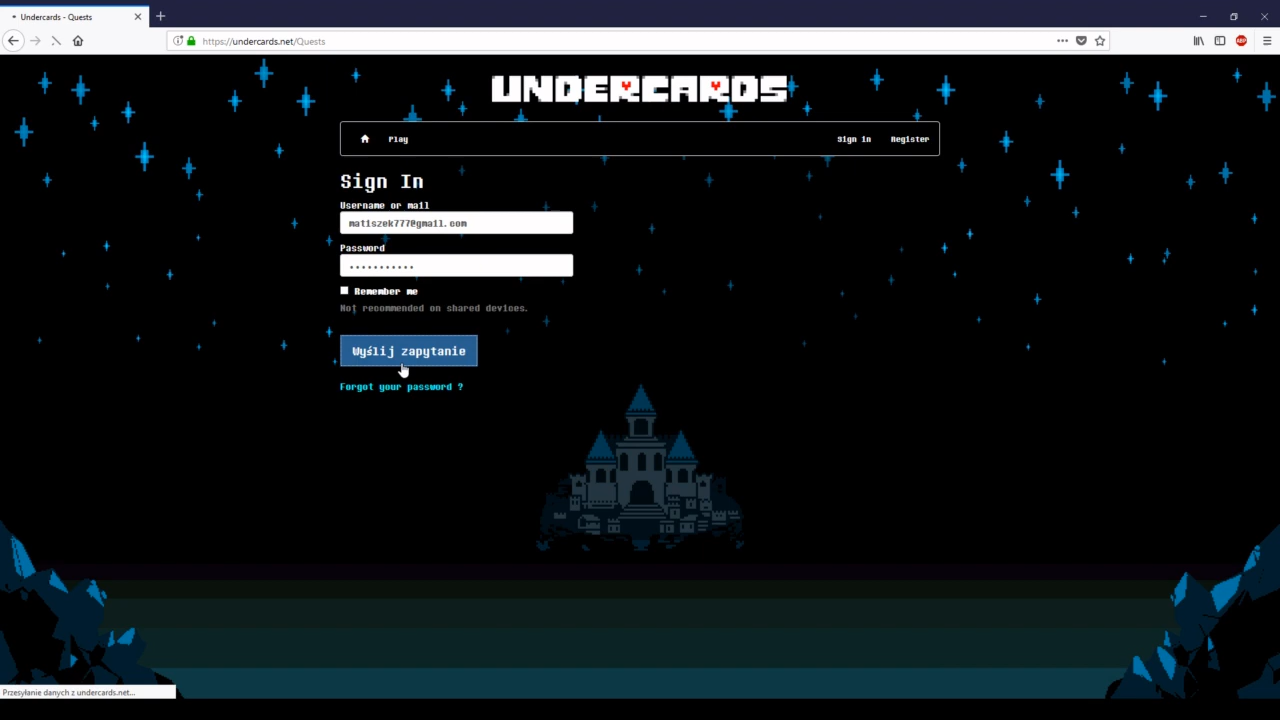 Undercards - Quests
https://undercards.net/Quests
ABP
UNDERCARDS
Play
Sign in
Register
Sign In
Username or mail
matiszek777@gmail.com
Password
Remember me
Not recommended on shared devices.
Wyślij zapytanie
Forgot your password ?
Przesyłanie danych z undercards.net...